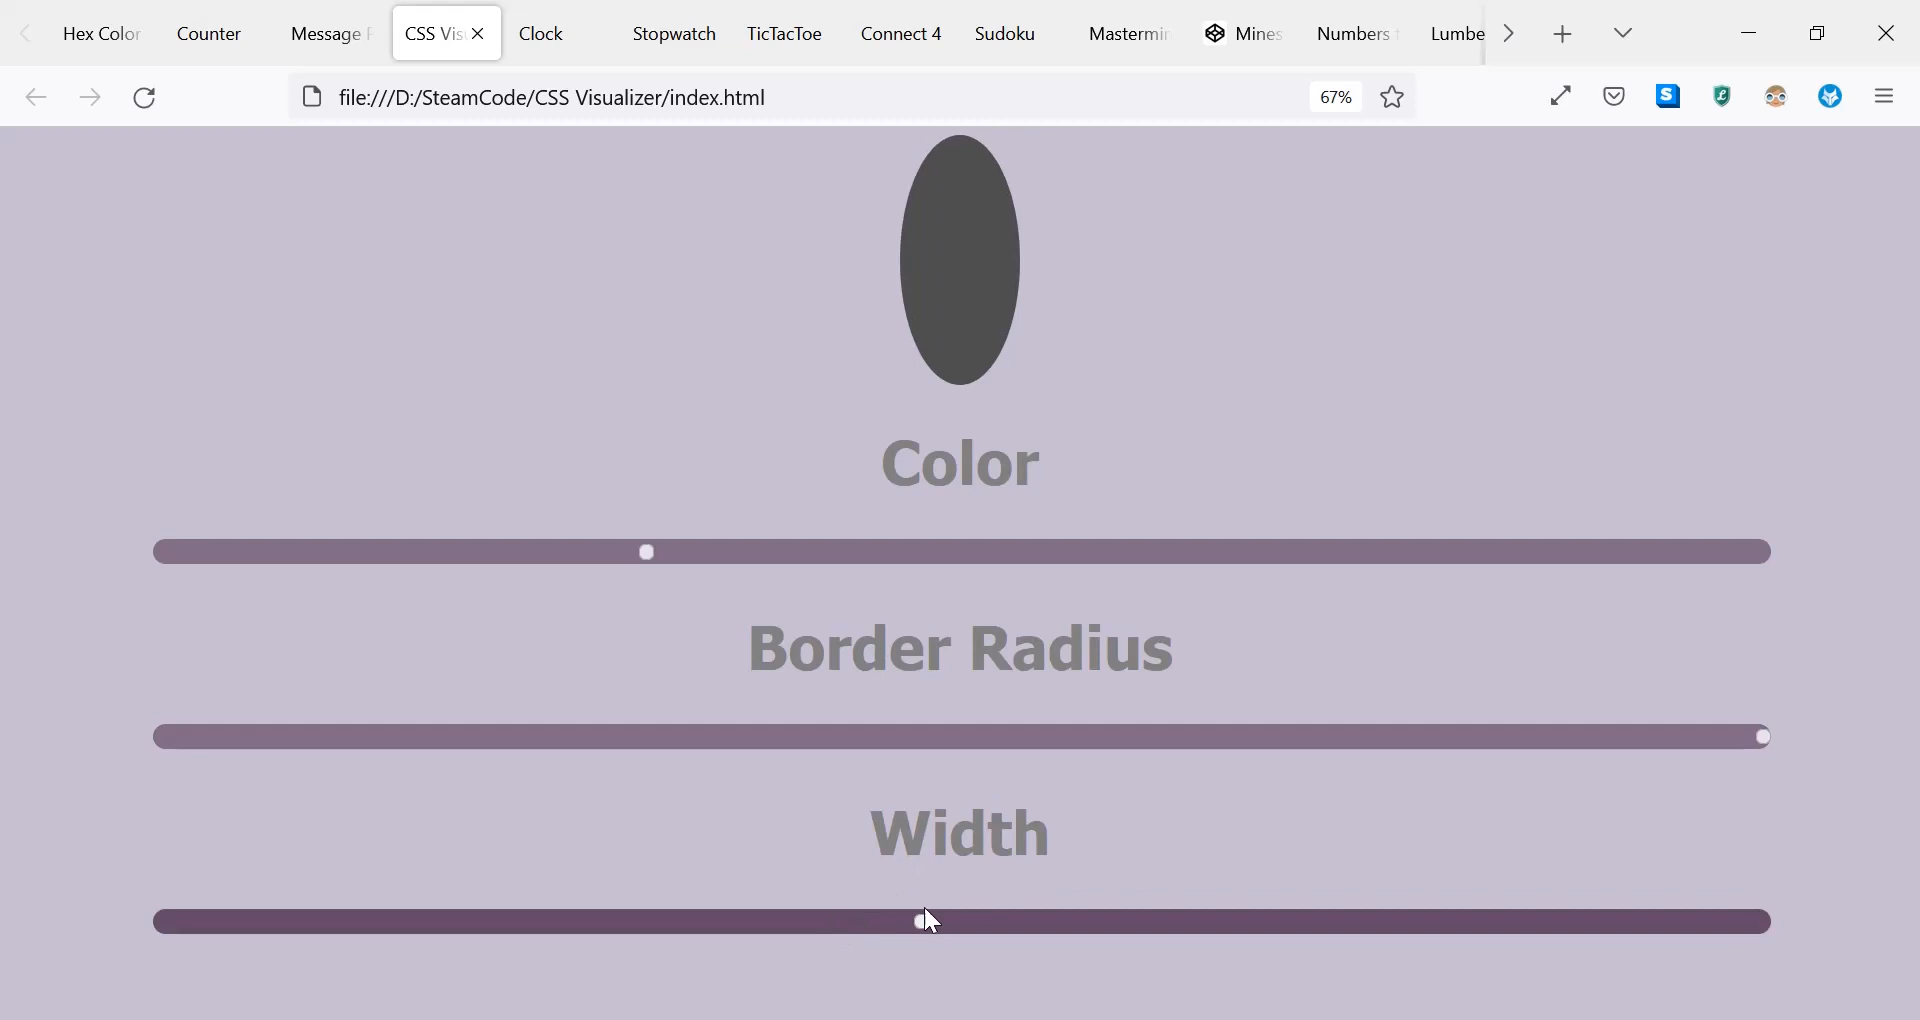 Hex Color
Counter
Message
CSS Vis
Clock
Stopwatch
TicTacToe
Connect 4
Sudoku
Mastermin
Mines
Numbers
Lumbe
file:///D:/SteamCode/CSS Visualizer/index.html
67%
S
Color
Border Radius
Width